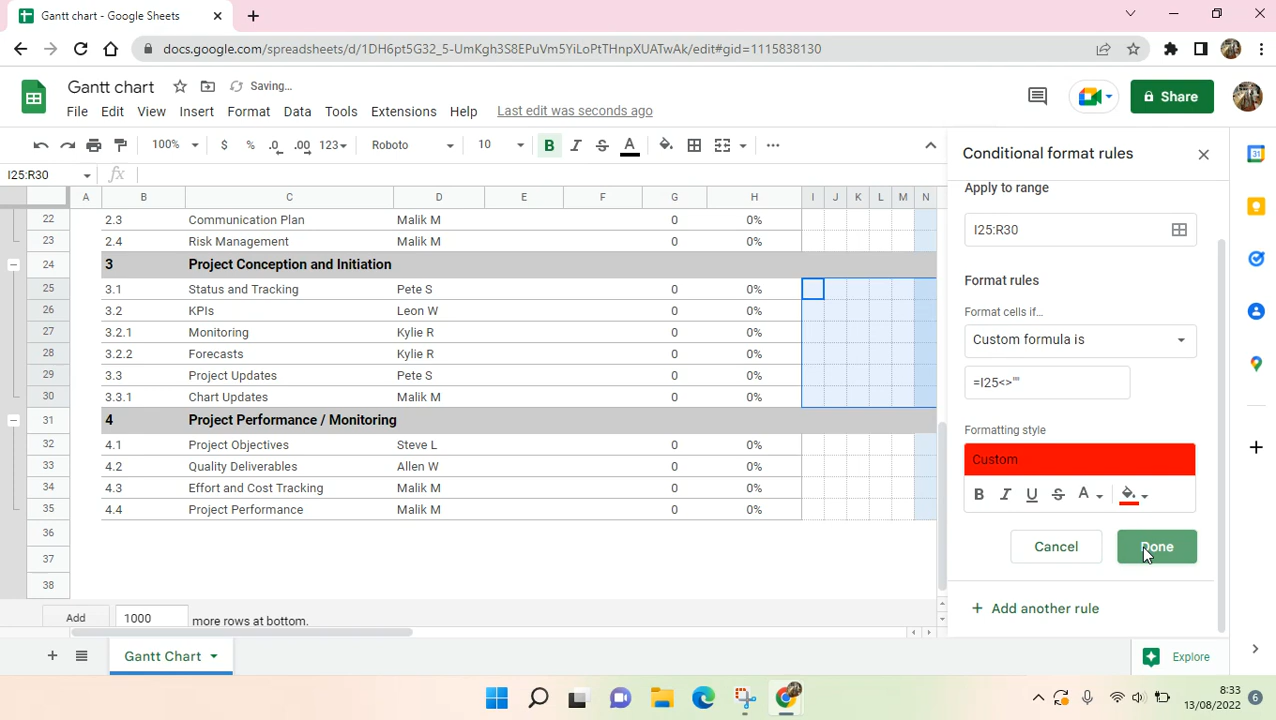 Gantt chart - Google Sheets
docs.google.com/spreadsheets/d/1DH6pt5G32_5-UmKgh3S8EPuVm5YiLoPtTHnpXUATwAk/edit#gid=1115838130
Gantt chart Saving...
File Edit View Insert Format Data Tools Extensions Help Last edit was seconds ago
Share
100% $ % .0 .00 123 Roboto 10 B I S A
I25:R30 fx
A B C D E F G H I J K L M N
22 2.3 Communication Plan Malik M 0 0%
23 2.4 Risk Management Malik M 0 0%
24 3 Project Conception and Initiation
25 3.1 Status and Tracking Pete S 0 0%
26 3.2 KPIs Leon W 0 0%
27 3.2.1 Monitoring Kylie R 0 0%
28 3.2.2 Forecasts Kylie R 0 0%
29 3.3 Project Updates Pete S 0 0%
30 3.3.1 Chart Updates Malik M 0 0%
31 4 Project Performance / Monitoring
32 4.1 Project Objectives Steve L 0 0%
33 4.2 Quality Deliverables Allen W 0 0%
34 4.3 Effort and Cost Tracking Malik M 0 0%
35 4.4 Project Performance Malik M 0 0%
36
37
38
Add 1000 more rows at bottom.
Gantt Chart
Conditional format rules
Apply to range
I25:R30
Format rules
Format cells if...
Custom formula is
=I25<>""
Formatting style
Custom
B I U S A
Cancel Done
+ Add another rule
Explore
31
8:33
13/08/2022 6